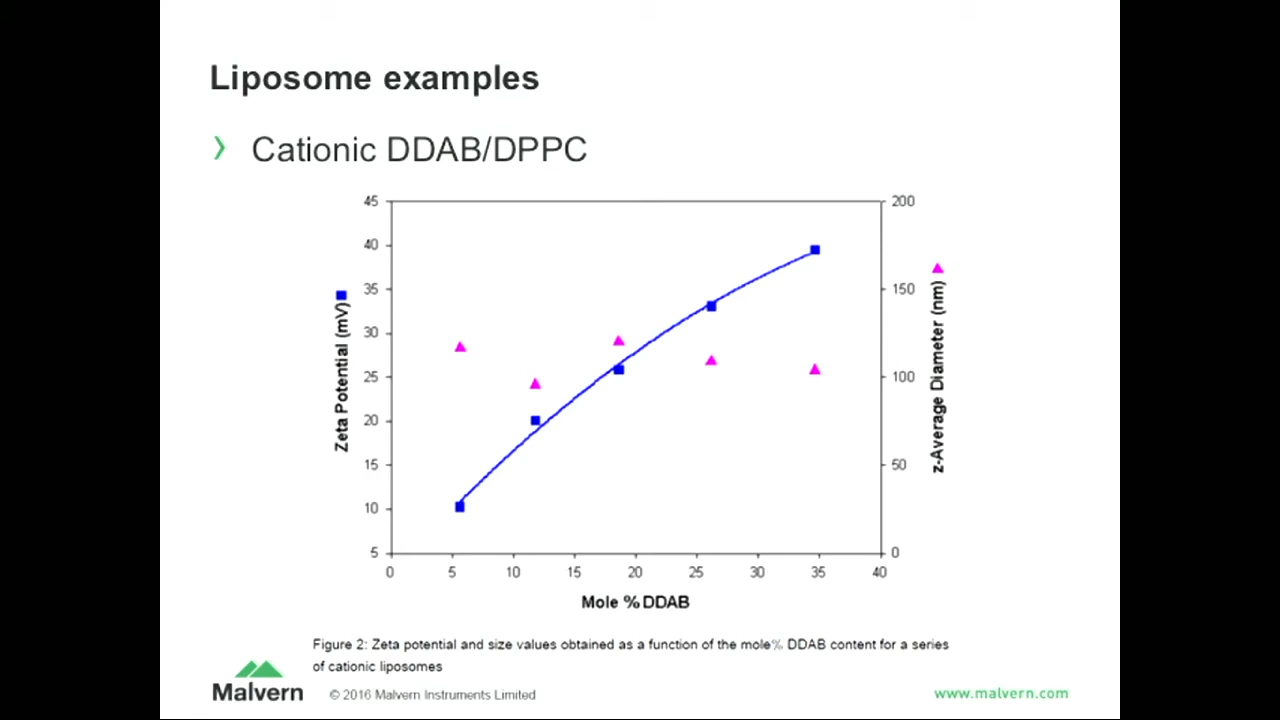 Liposome examples
Cationic DDAB/DPPC
45
40
35
30
25
20
15
10
5
Zeta Potential (mV)
200
150
100
50
0
z-Average Diameter (nm)
0 5 10 15 20 25 30 35 40
Mole % DDAB
Figure 2: Zeta potential and size values obtained as a function of the mole% DDAB content for a series
of cationic liposomes
Malvern © 2016 Malvern Instruments Limited www.malvern.com